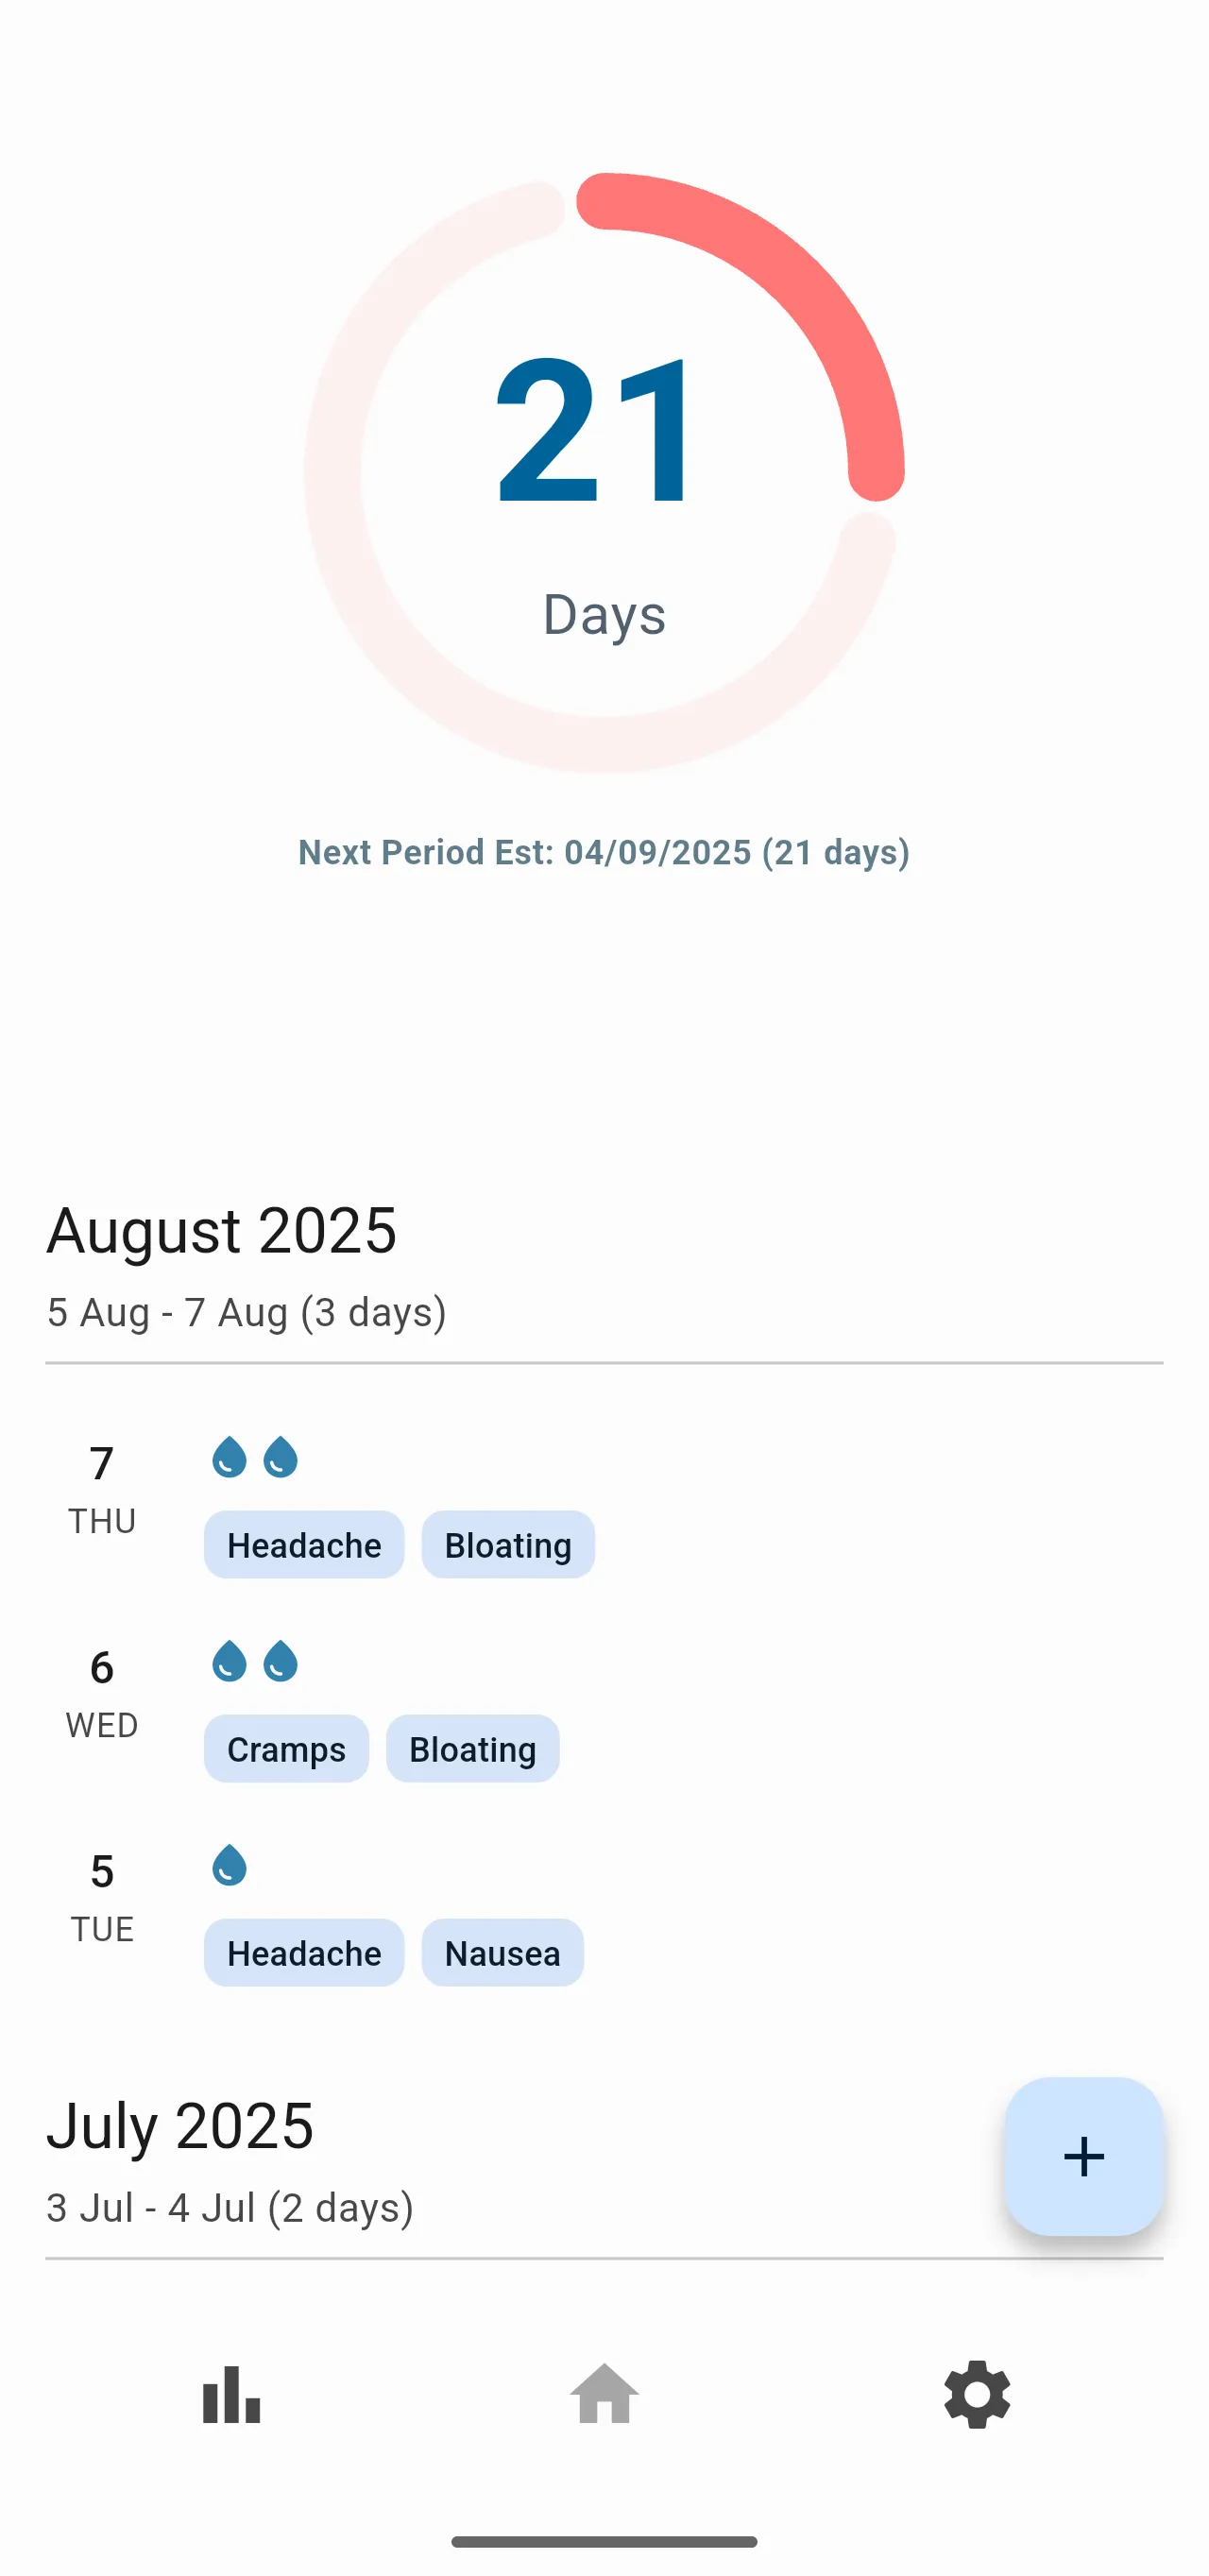 21
Days
Next Period Est: 04/09/2025 (21 days)
August 2025
5 Aug - 7 Aug (3 days)
7
THU
Headache Bloating
6
WED
Cramps Bloating
5
TUE
Headache Nausea
July 2025
3 Jul - 4 Jul (2 days)
+